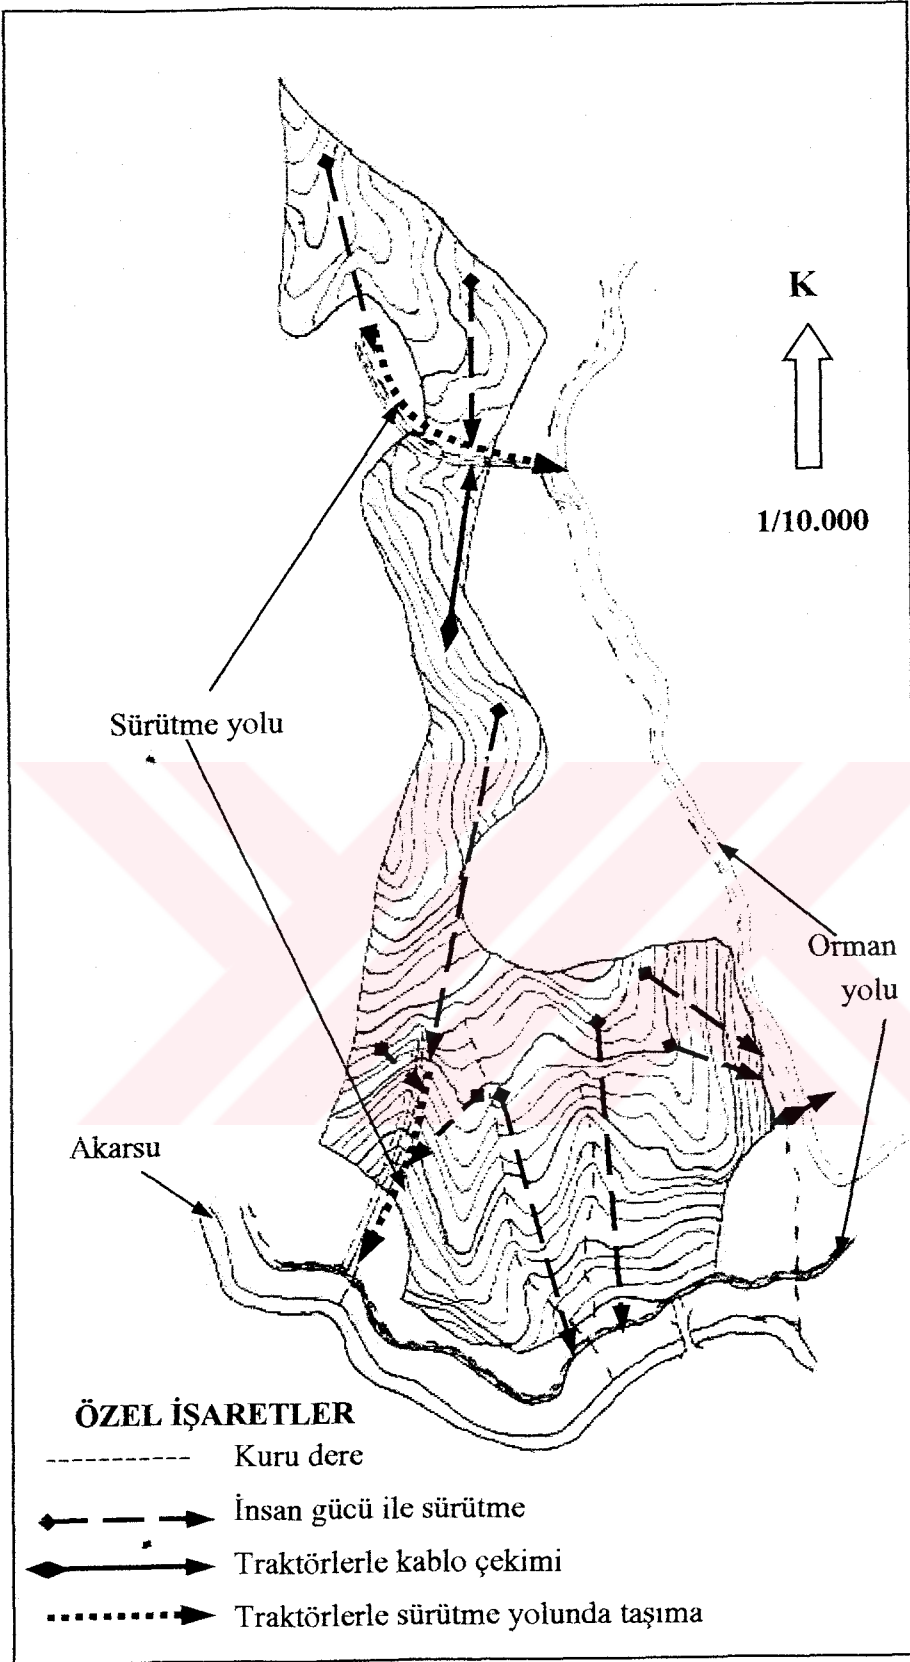 K
1/10.000
Sürütme yolu
Orman
yolu
Akarsu
ÖZEL İŞARETLER
Kuru dere
İnsan gücü ile sürütme
Traktörlerle kablo çekimi
Traktörlerle sürütme yolunda taşıma